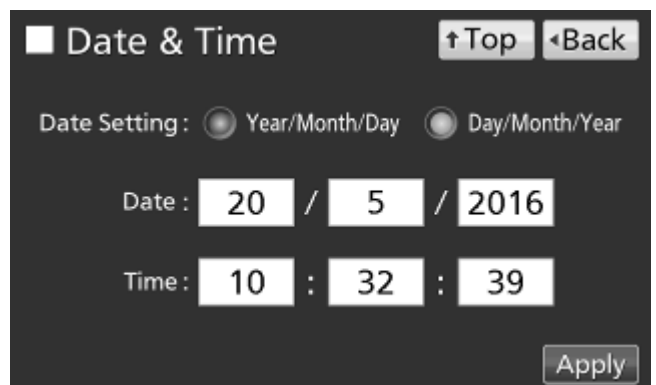 Date & Time ↑Top ◂Back
Date Setting: Year/Month/Day Day/Month/Year
Date: 20 / 5 / 2016
Time: 10 : 32 : 39
Apply